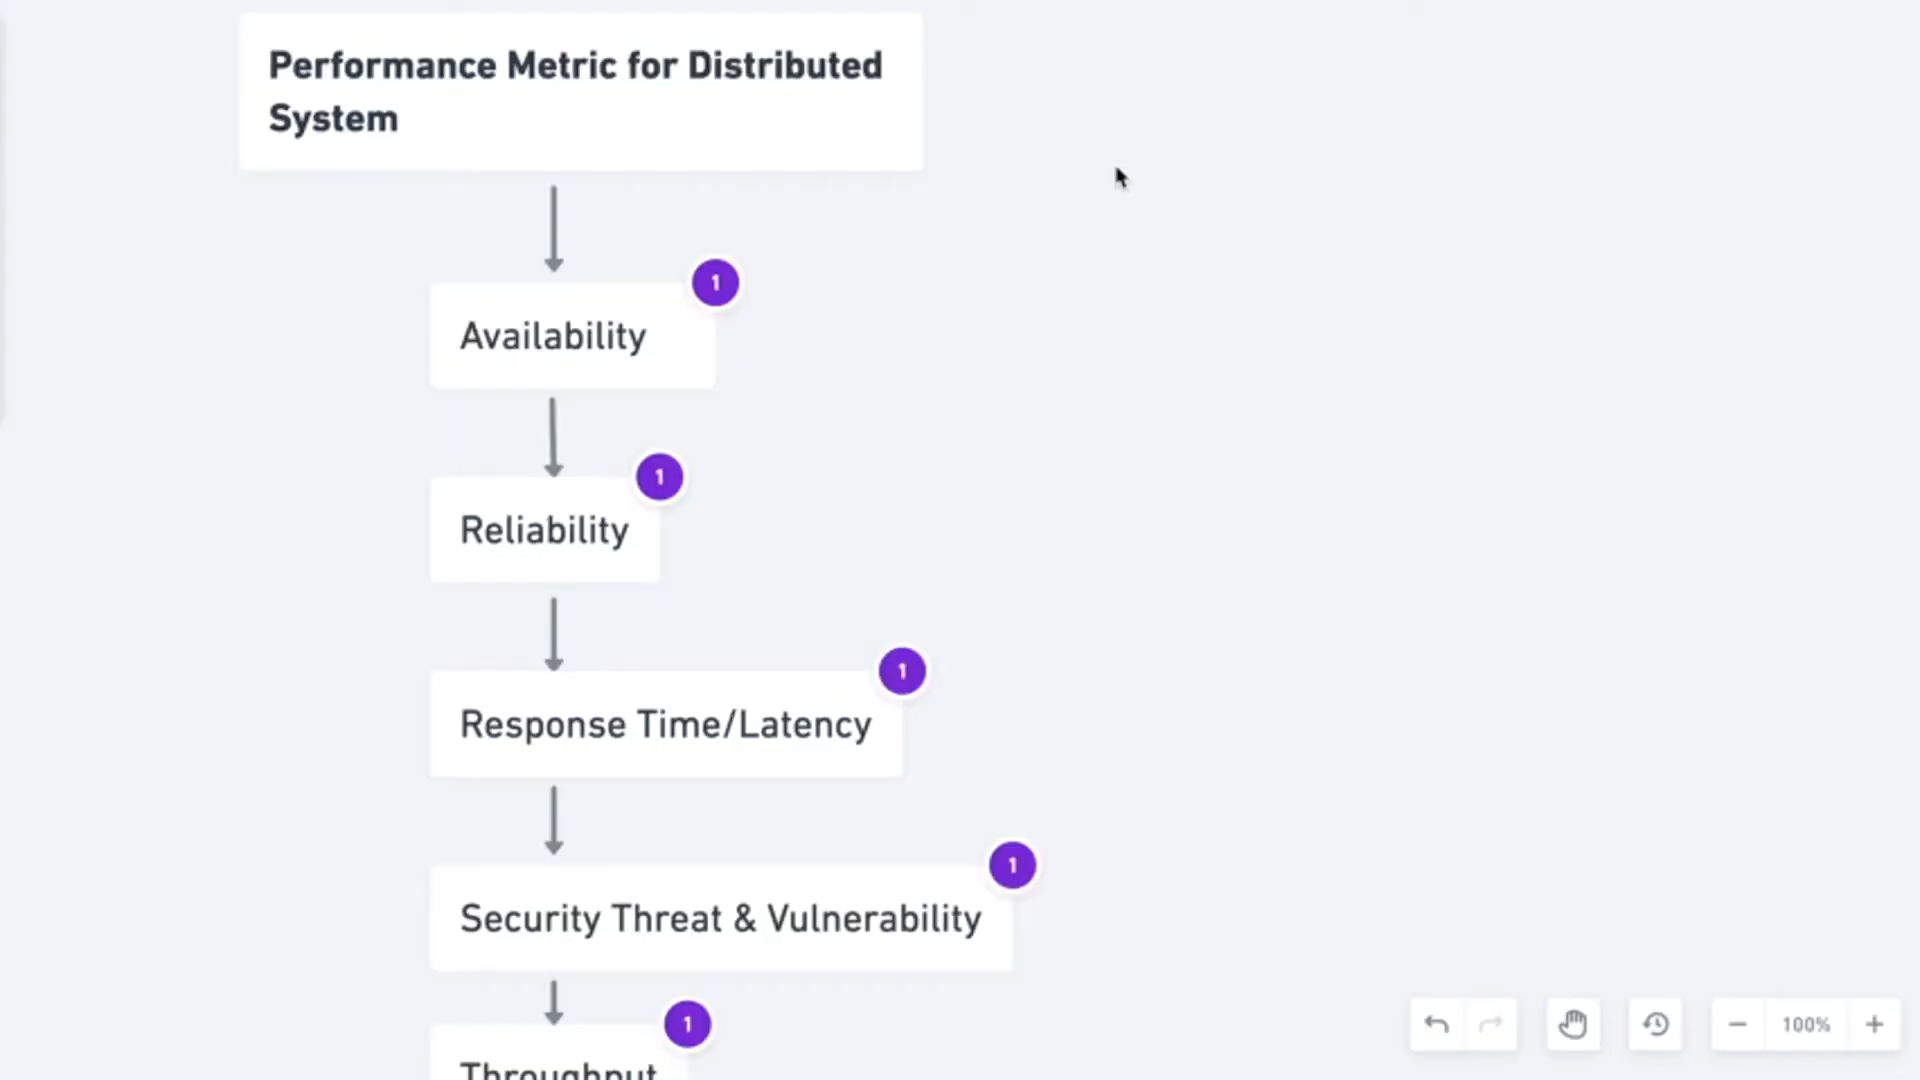 Performance Metric for Distributed
System
1
Availability
1
Reliability
1
Response Time/Latency
1
Security Threat & Vulnerability
1
Throughput
100%